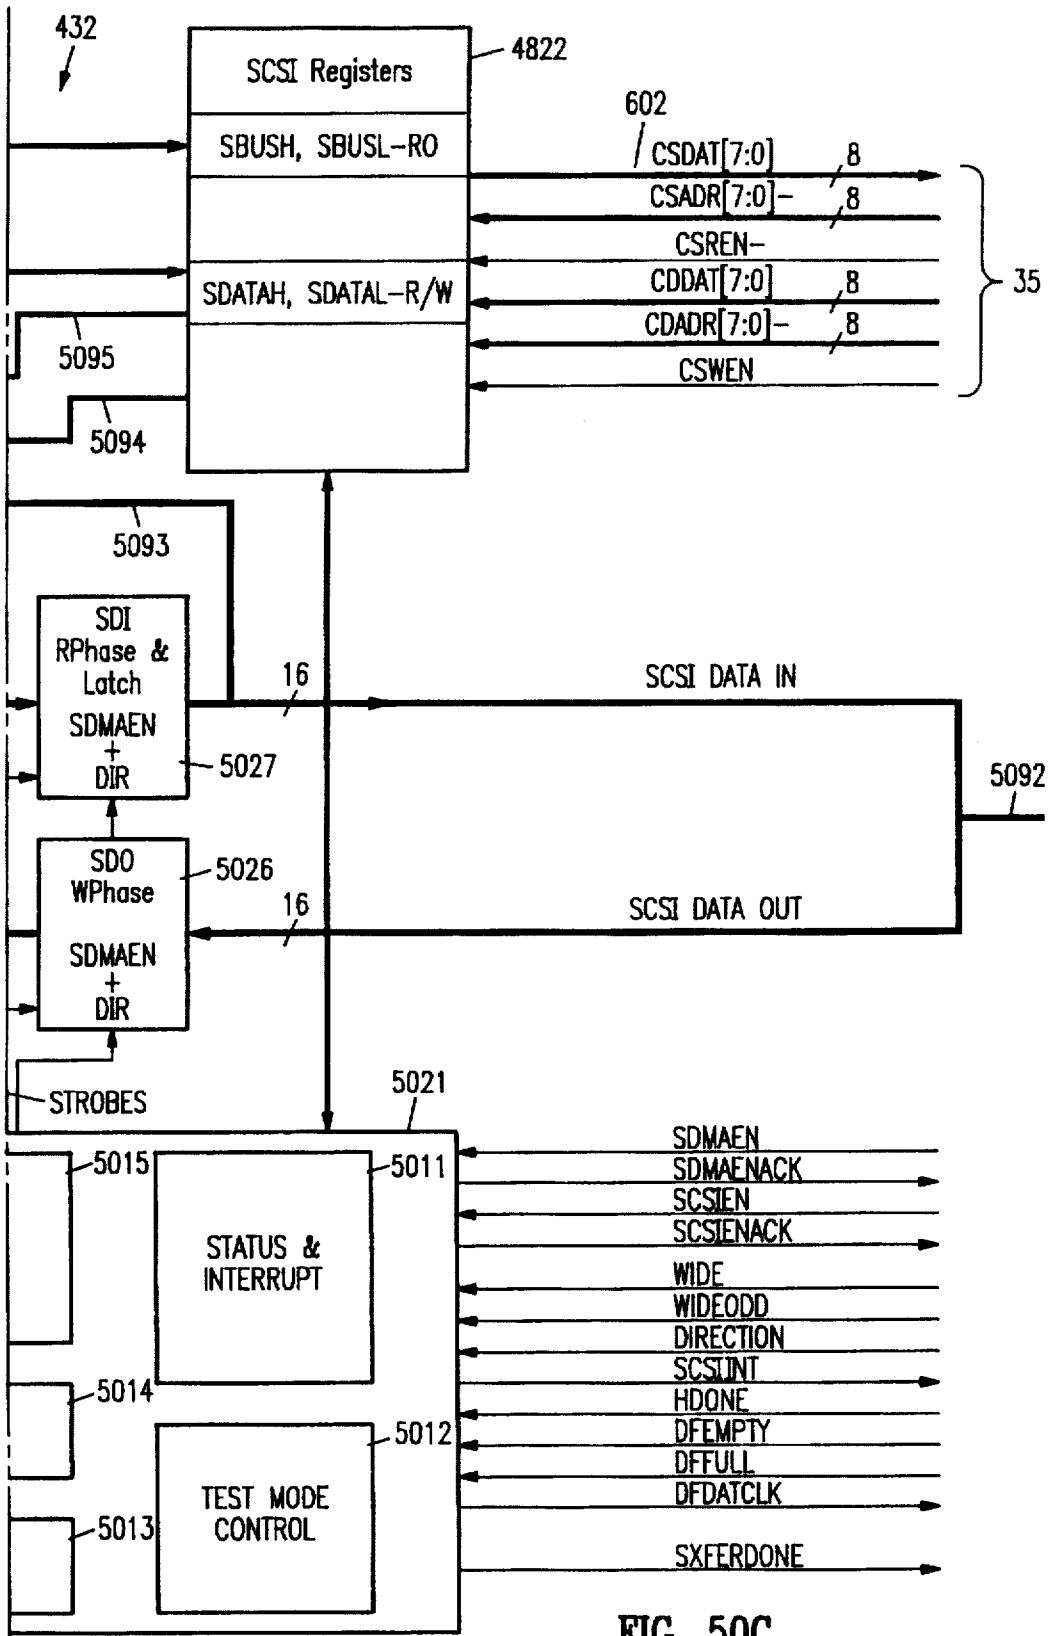 432
4822
SCSI Registers
602
SBUSH, SBUSL-RO
CSDAT[7:0]
8
CSADR[7:0]-
8
CSREN-
SDATAH, SDATAL-R/W
CDDAT[7:0]
8
35
CDADR[7:0]-
8
5095
CSWEN
5094
5093
SDI
RPhase &
Latch
SDMAEN
+
DIR
16
SCSI DATA IN
5027
5092
SDO
WPhase
5026
16
SCSI DATA OUT
SDMAEN
+
DIR
STROBES
5021
5015
5011
SDMAEN
SDMAENACK
SCSIEN
SCSIENACK
STATUS &
INTERRUPT
WIDE
WIDEODD
DIRECTION
SCSIINT
5014
HDONE
5012
DFEMPTY
DFFULL
DFDATCLK
TEST MODE
CONTROL
5013
SXFERDONE
FIG. 50C